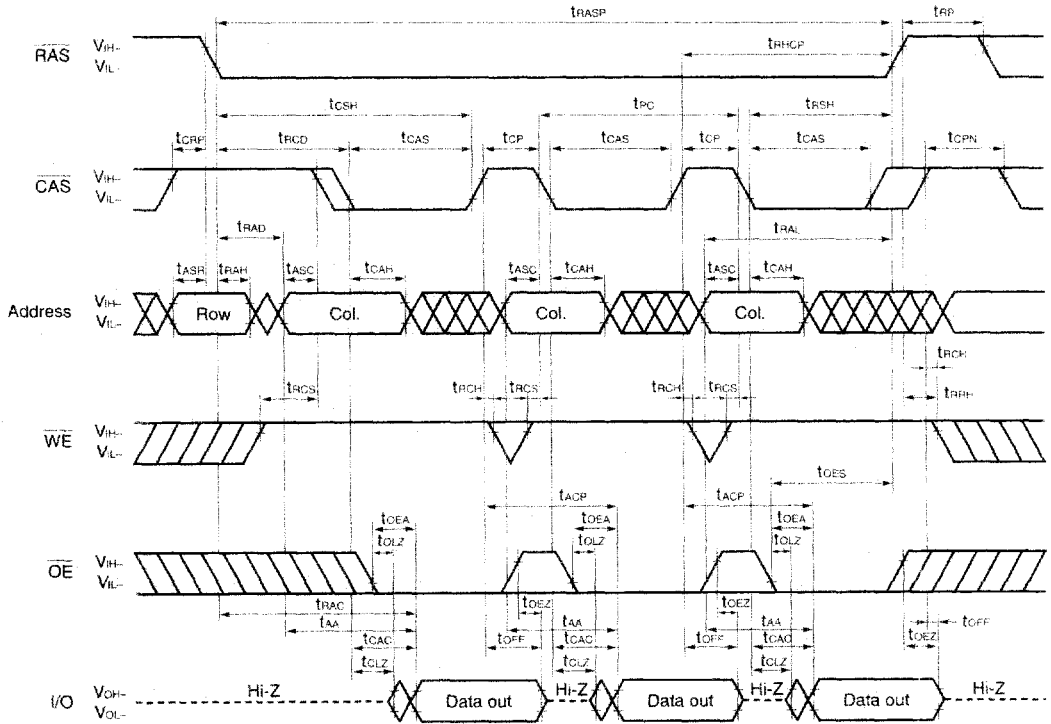 tRASP tRP
RAS VIH– tRHCP
VIL–
tCSH tPC tRSH
tCRP tRCD tCAS tCP tCAS tCP tCAS tCPN
CAS VIH–
VIL–
tRAD tRAL
tASR tRAH tASC tCAH tASC tCAH tASC tCAH
Address VIH– Row Col. Col. Col.
VIL–
tRCH
tRCS tRCH tRCS tRCH tRCS tRRH
WE VIH–
VIL–
tOES
tACP tACP
tOEA tOEA tOEA
tOLZ tOLZ tOLZ
OE VIH–
VIL–
tRAC tOEZ tOEZ
tAA tAA tAA tOFF
tCAC tOFF tCAC tOFF tCAC tOEZ
tCLZ tCLZ tCLZ
I/O VOH– Hi-Z Data out Hi-Z Data out Hi-Z Data out Hi-Z
VOL–